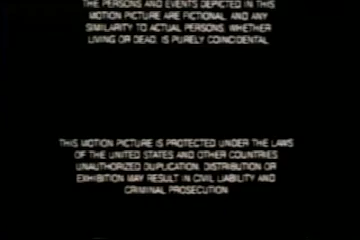 THE PERSONS AND EVENTS DEPICTED IN THIS
MOTION PICTURE ARE FICTIONAL AND ANY
SIMILARITY TO ACTUAL PERSONS, WHETHER
LIVING OR DEAD, IS PURELY COINCIDENTAL.
THIS MOTION PICTURE IS PROTECTED UNDER THE LAWS
OF THE UNITED STATES AND OTHER COUNTRIES
UNAUTHORIZED DUPLICATION, DISTRIBUTION OR
EXHIBITION MAY RESULT IN CIVIL LIABILITY AND
CRIMINAL PROSECUTION